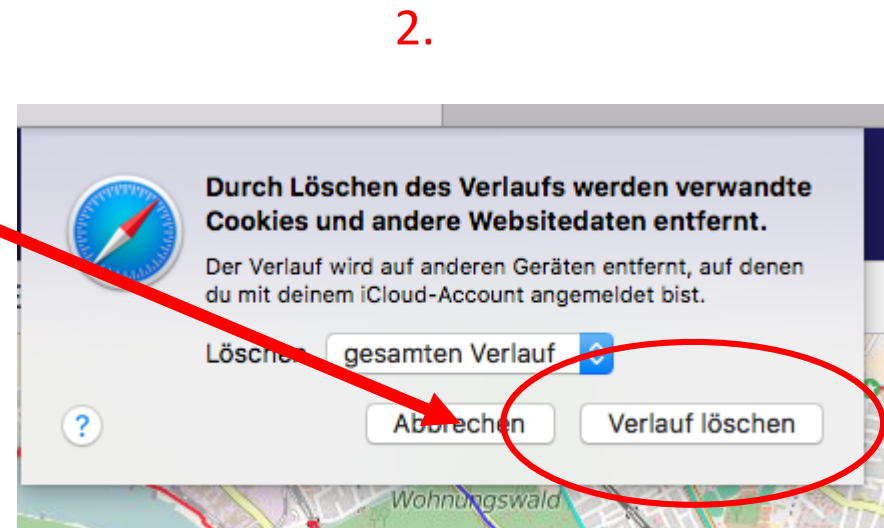 2.
Durch Löschen des Verlaufs werden verwandte
Cookies und andere Websitedaten entfernt.
Der Verlauf wird auf anderen Geräten entfernt, auf denen
du mit deinem iCloud-Account angemeldet bist.
Löschen gesamten Verlauf
? Abbrechen Verlauf löschen
Wohnungswald